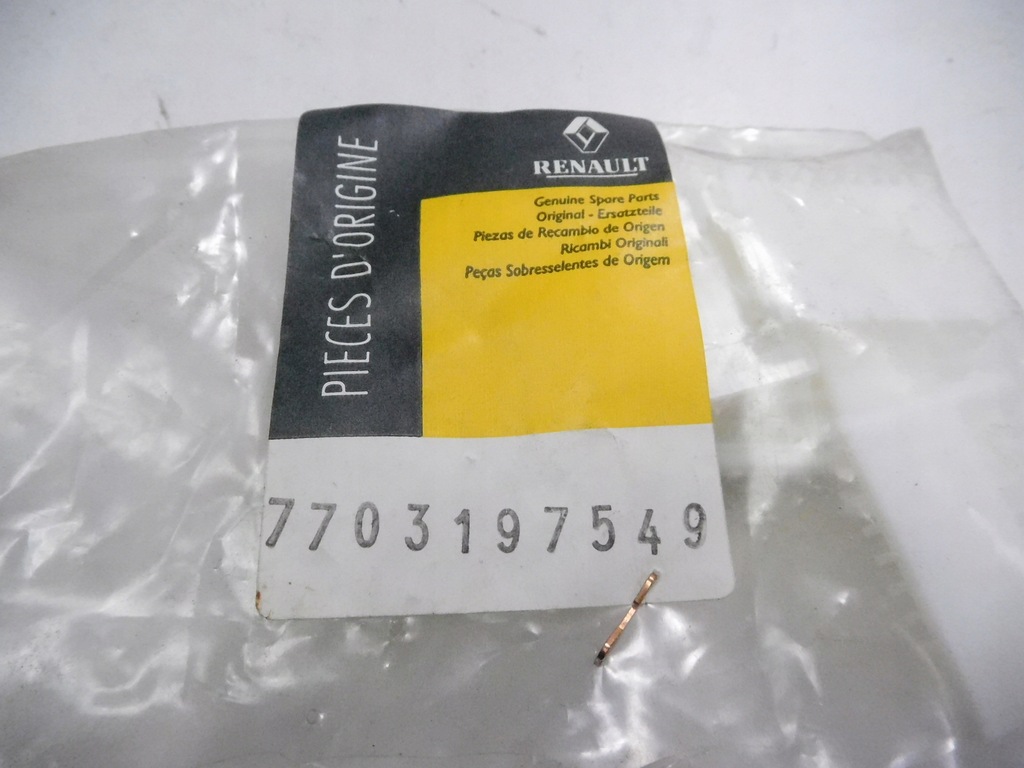 PIECES D'ORIGINE
RENAULT
Genuine Spare Parts
Original - Ersatzteile
Piezas de Recambio de Origen
Ricambi Originali
Peças Sobresselentes de Origem
7703197549